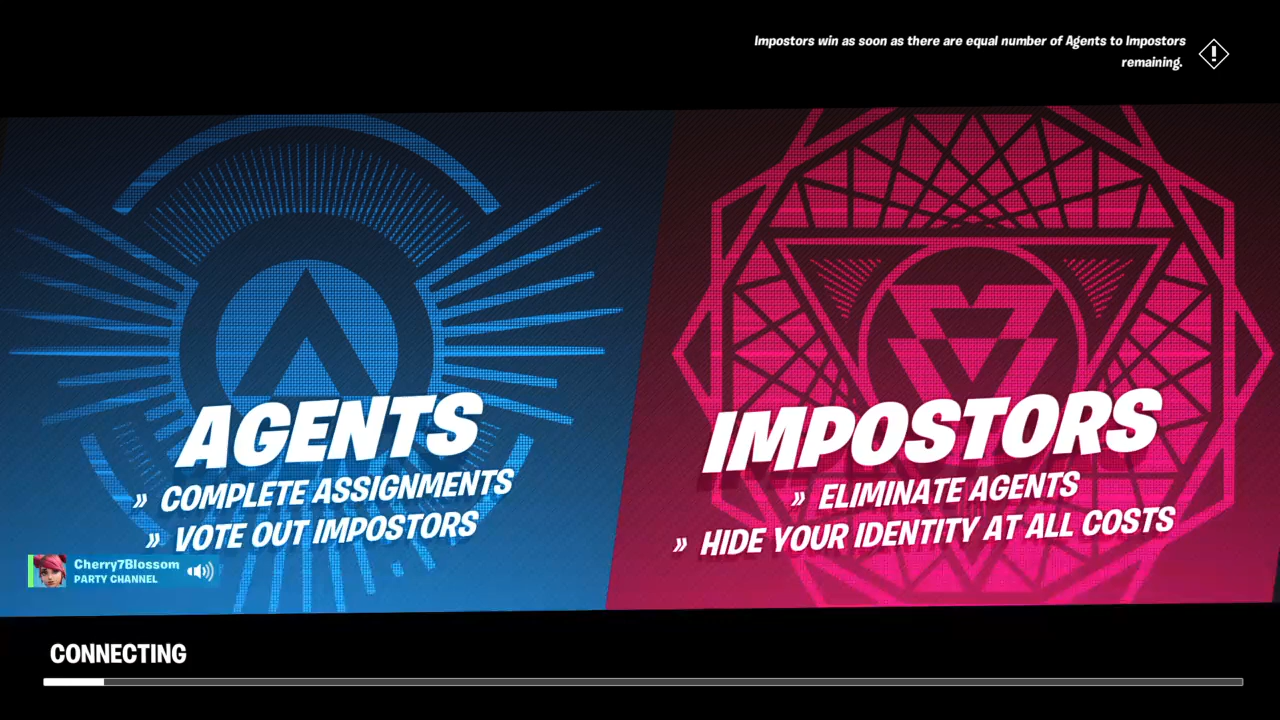 Impostors win as soon as there are equal number of Agents to Impostors
remaining.
AGENTS
» COMPLETE ASSIGNMENTS
» VOTE OUT IMPOSTORS
IMPOSTORS
» ELIMINATE AGENTS
» HIDE YOUR IDENTITY AT ALL COSTS
Cherry7Blossom
PARTY CHANNEL
CONNECTING